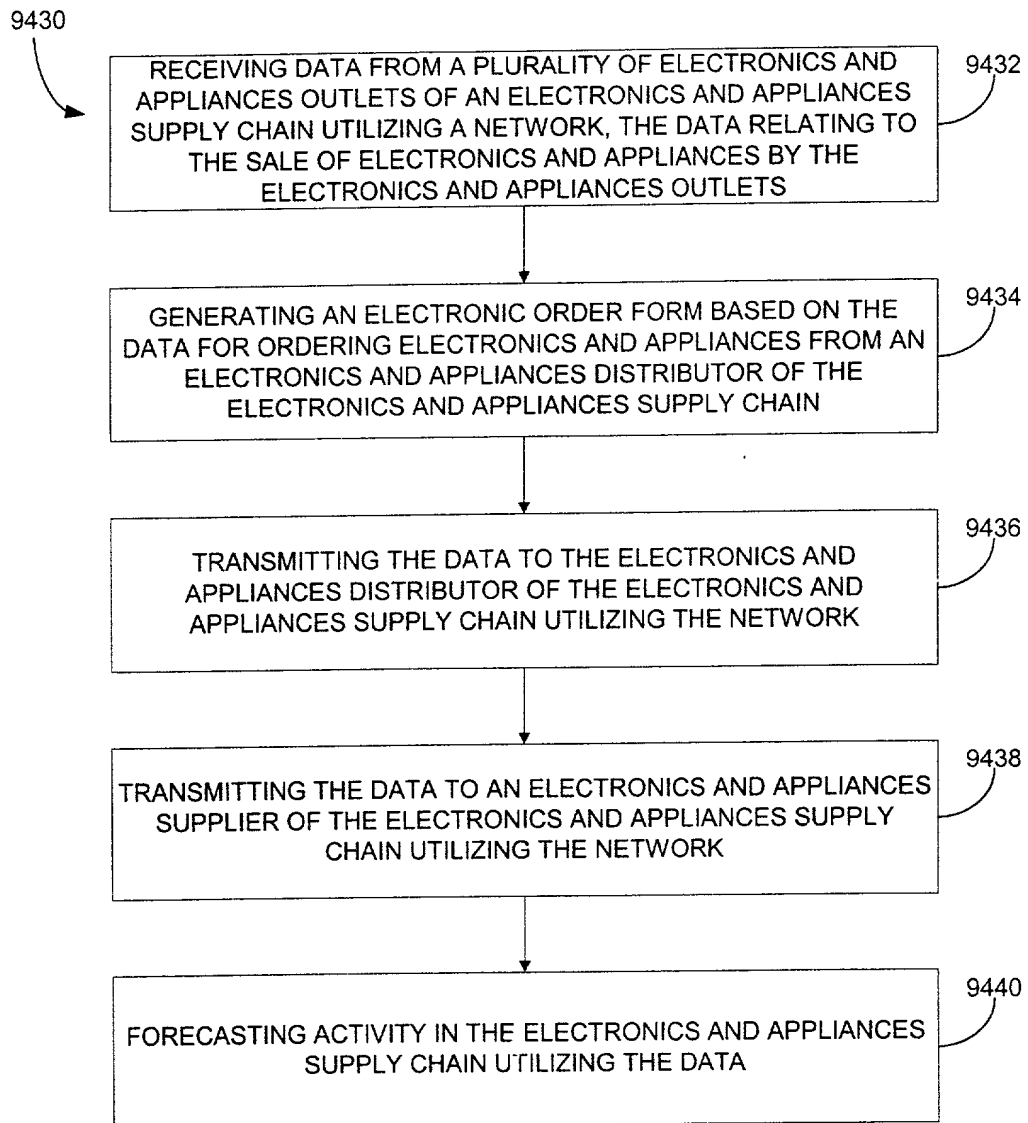 9430
RECEIVING DATA FROM A PLURALITY OF ELECTRONICS AND
APPLIANCES OUTLETS OF AN ELECTRONICS AND APPLIANCES
SUPPLY CHAIN UTILIZING A NETWORK, THE DATA RELATING TO
THE SALE OF ELECTRONICS AND APPLIANCES BY THE
ELECTRONICS AND APPLIANCES OUTLETS
9432
GENERATING AN ELECTRONIC ORDER FORM BASED ON THE
DATA FOR ORDERING ELECTRONICS AND APPLIANCES FROM AN
ELECTRONICS AND APPLIANCES DISTRIBUTOR OF THE
ELECTRONICS AND APPLIANCES SUPPLY CHAIN
9434
TRANSMITTING THE DATA TO THE ELECTRONICS AND
APPLIANCES DISTRIBUTOR OF THE ELECTRONICS AND
APPLIANCES SUPPLY CHAIN UTILIZING THE NETWORK
9436
TRANSMITTING THE DATA TO AN ELECTRONICS AND APPLIANCES
SUPPLIER OF THE ELECTRONICS AND APPLIANCES SUPPLY
CHAIN UTILIZING THE NETWORK
9438
FORECASTING ACTIVITY IN THE ELECTRONICS AND APPLIANCES
SUPPLY CHAIN UTILIZING THE DATA
9440